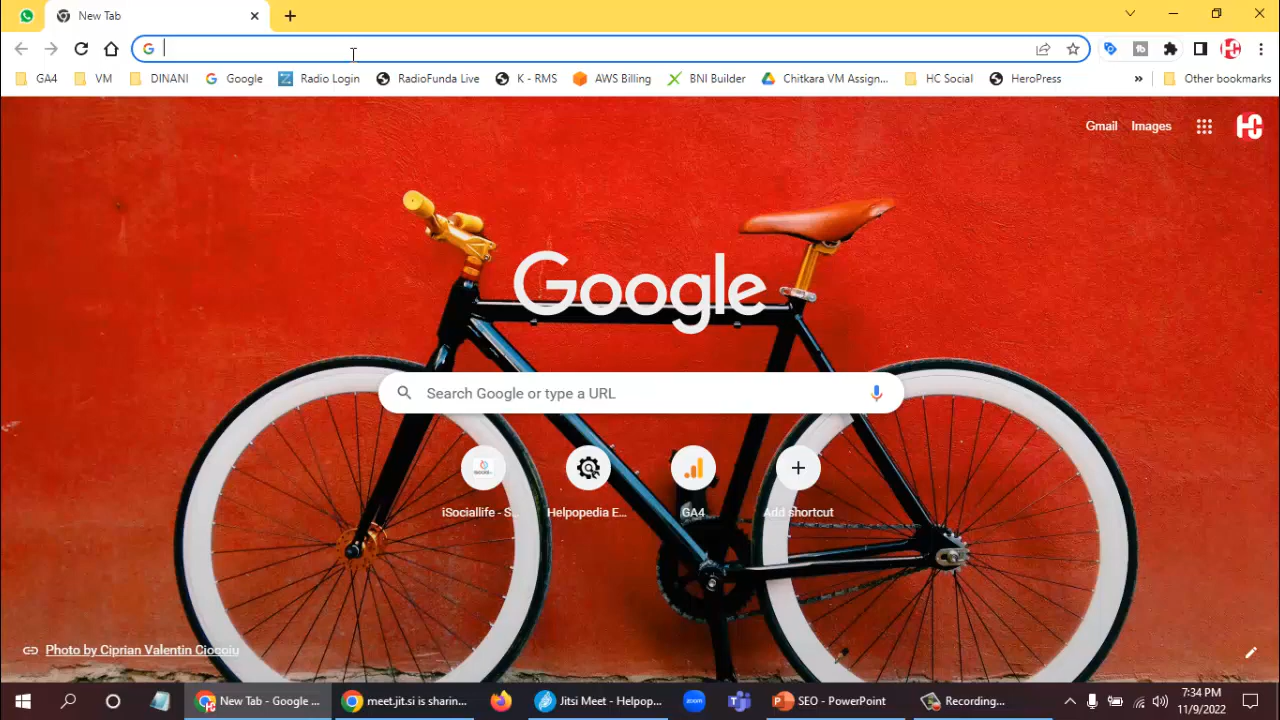 New Tab
GA4
VM
DINANI
Google
Radio Login
RadioFunda Live
K - RMS
AWS Billing
BNI Builder
Chitkara VM Assign...
HC Social
HeroPress
»
Other bookmarks
Gmail
Images
HC
Google
Search Google or type a URL
iSociallife - S...
Helpopedia E...
GA4
Add shortcut
Photo by Ciprian Valentin Ciocoiu
New Tab - Google ...
meet.jit.si is sharin...
Jitsi Meet - Helpop...
zoom
SEO - PowerPoint
Recording...
7:34 PM
11/9/2022